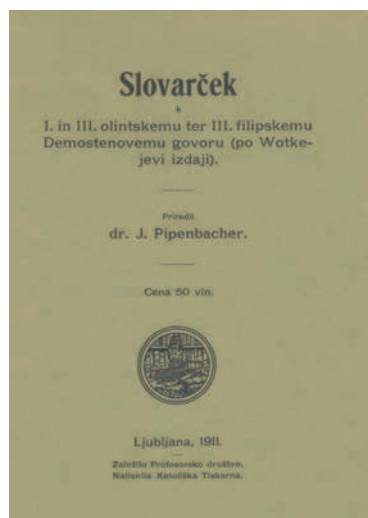 Slovarček
k
I. in III. olintskemu ter III. filipskemu
Demostenovemu govoru (po Wotke-
jevi izdaji).
Priredil
dr. J. Pipenbacher.
Cena 50 vin.
Ljubljana, 1911.
Založilo Profesorsko društvo.
Natisnila Katoliška Tiskarna.